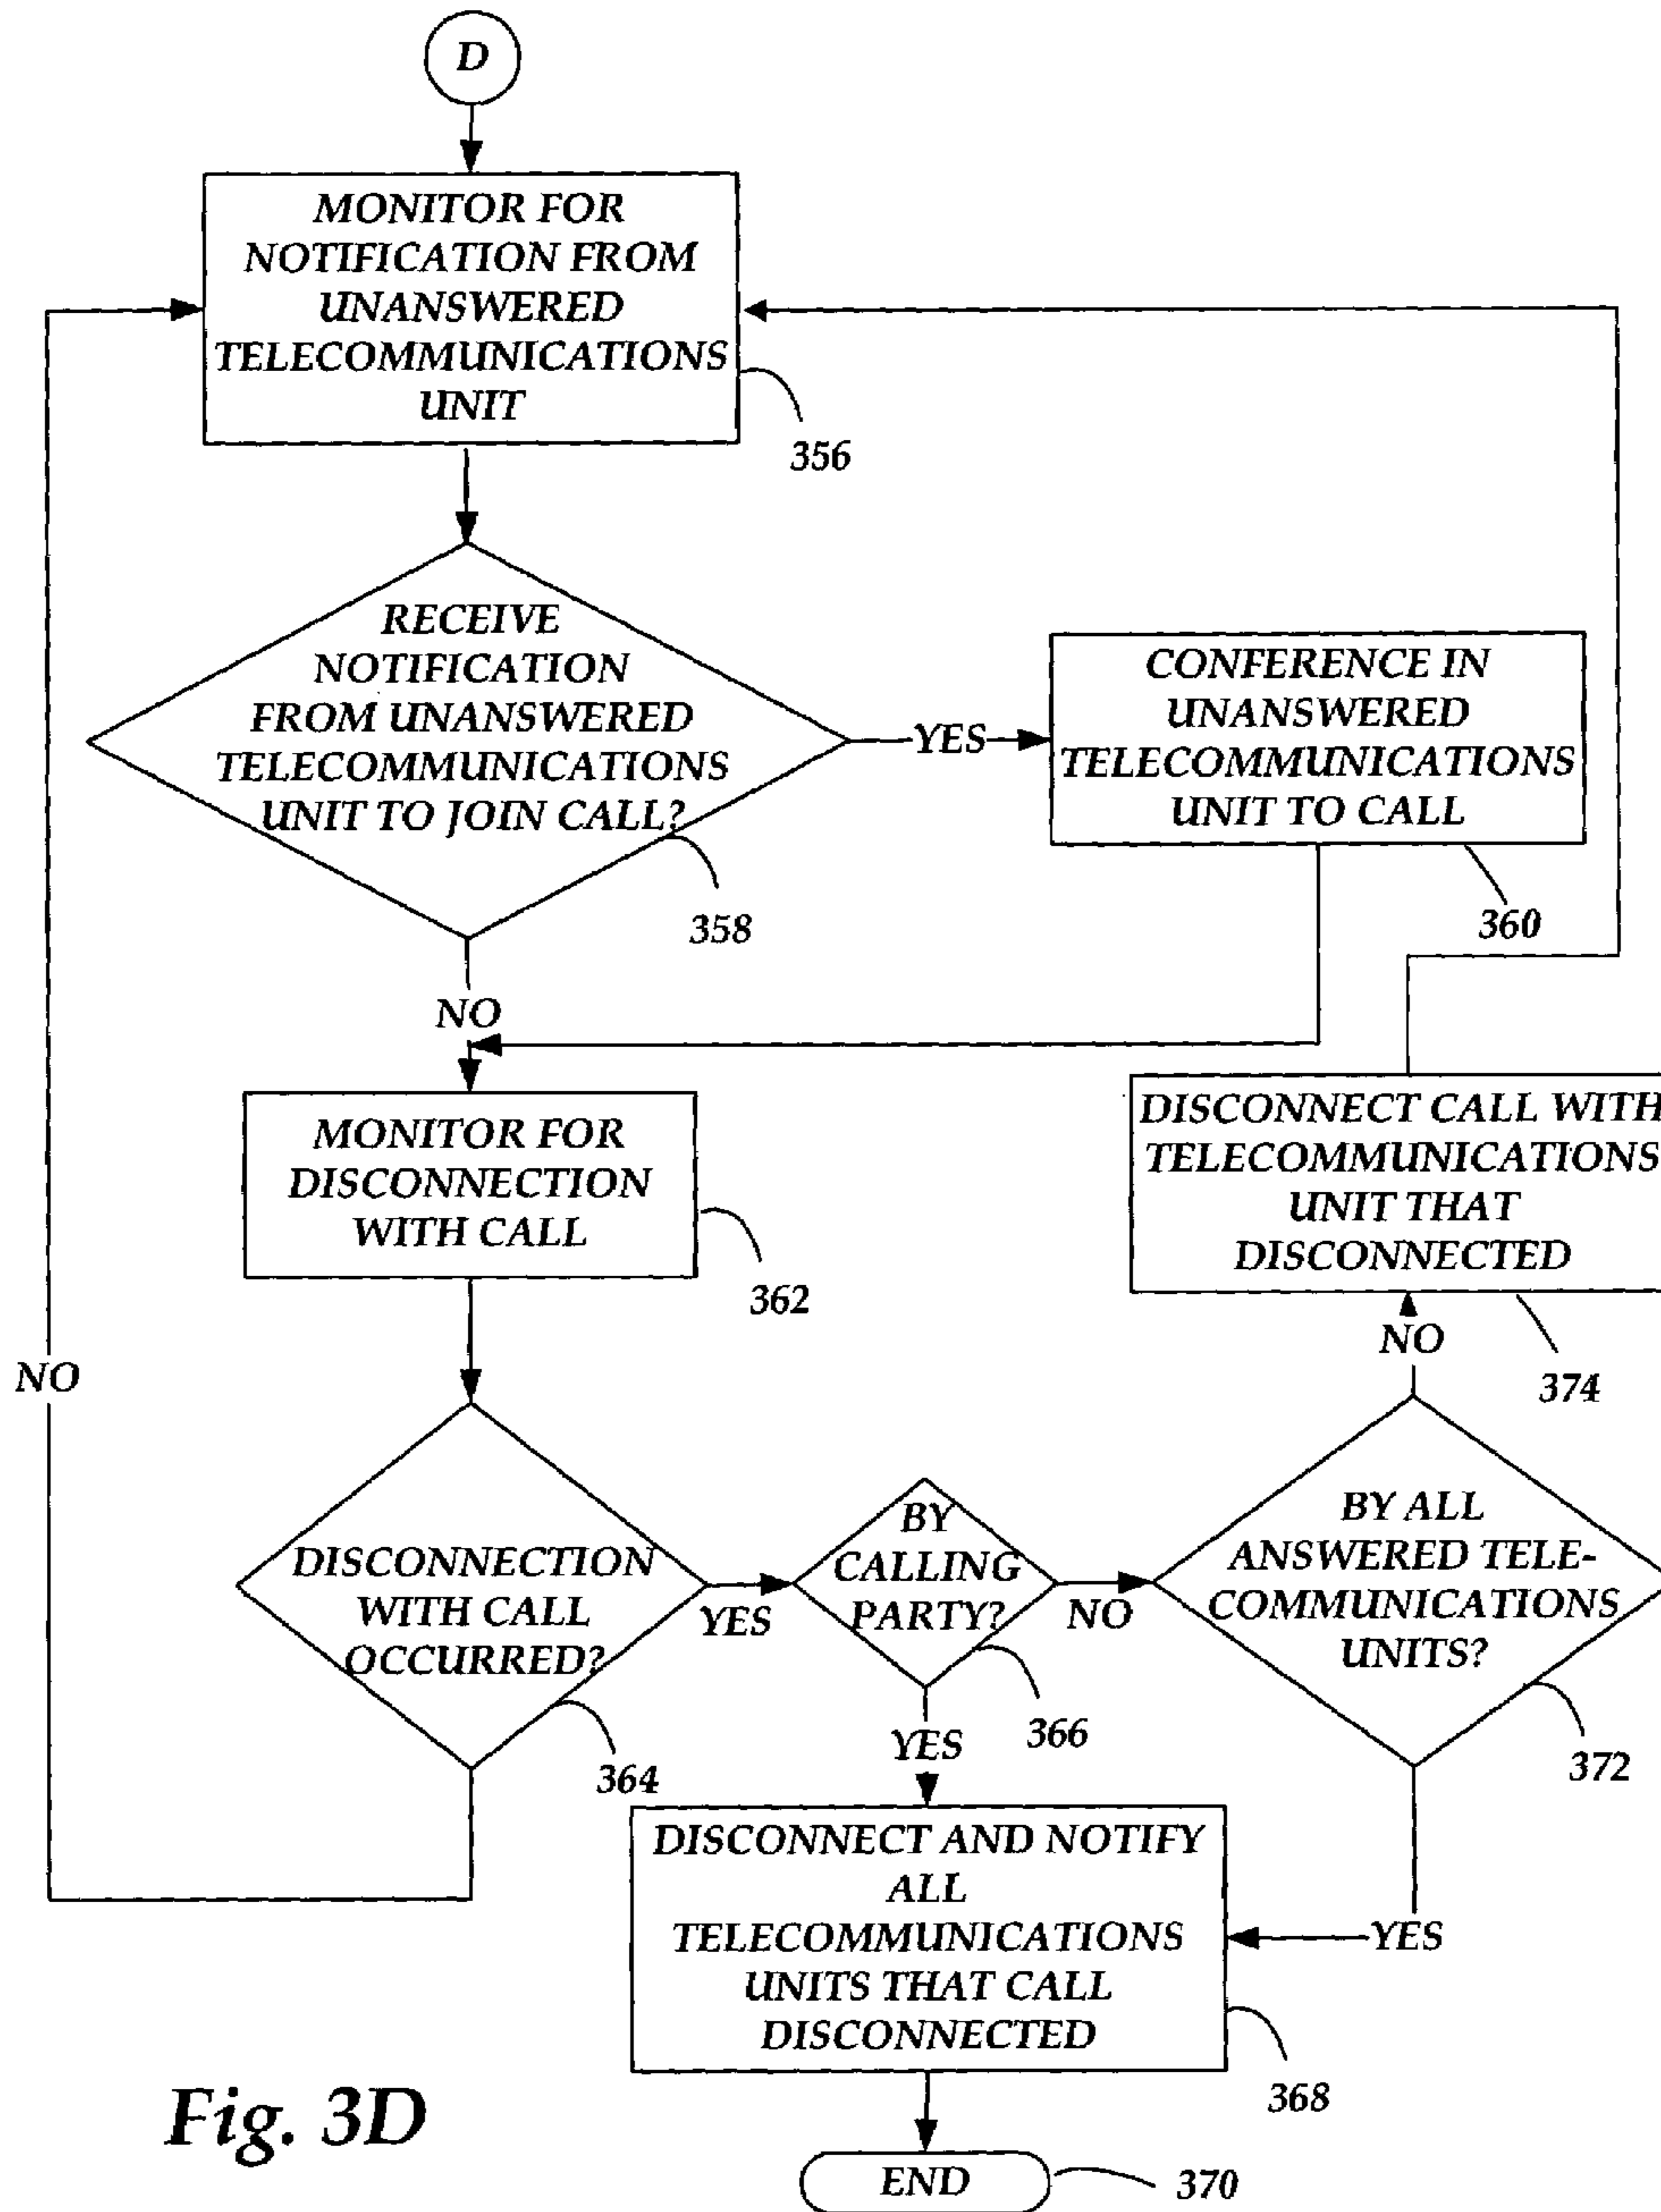 D
MONITOR FOR
NOTIFICATION FROM
UNANSWERED
TELECOMMUNICATIONS
UNIT
356
RECEIVE
NOTIFICATION
FROM UNANSWERED
TELECOMMUNICATIONS
UNIT TO JOIN CALL?
358
YES
CONFERENCE IN
UNANSWERED
TELECOMMUNICATIONS
UNIT TO CALL
360
NO
MONITOR FOR
DISCONNECTION
WITH CALL
362
DISCONNECT CALL WITH
TELECOMMUNICATIONS
UNIT THAT
DISCONNECTED
374
NO
NO
DISCONNECTION
WITH CALL
OCCURRED?
364
YES
BY
CALLING
PARTY?
366
NO
BY ALL
ANSWERED TELE-
COMMUNICATIONS
UNITS?
372
YES
YES
DISCONNECT AND NOTIFY
ALL
TELECOMMUNICATIONS
UNITS THAT CALL
DISCONNECTED
368
Fig. 3D
END
370